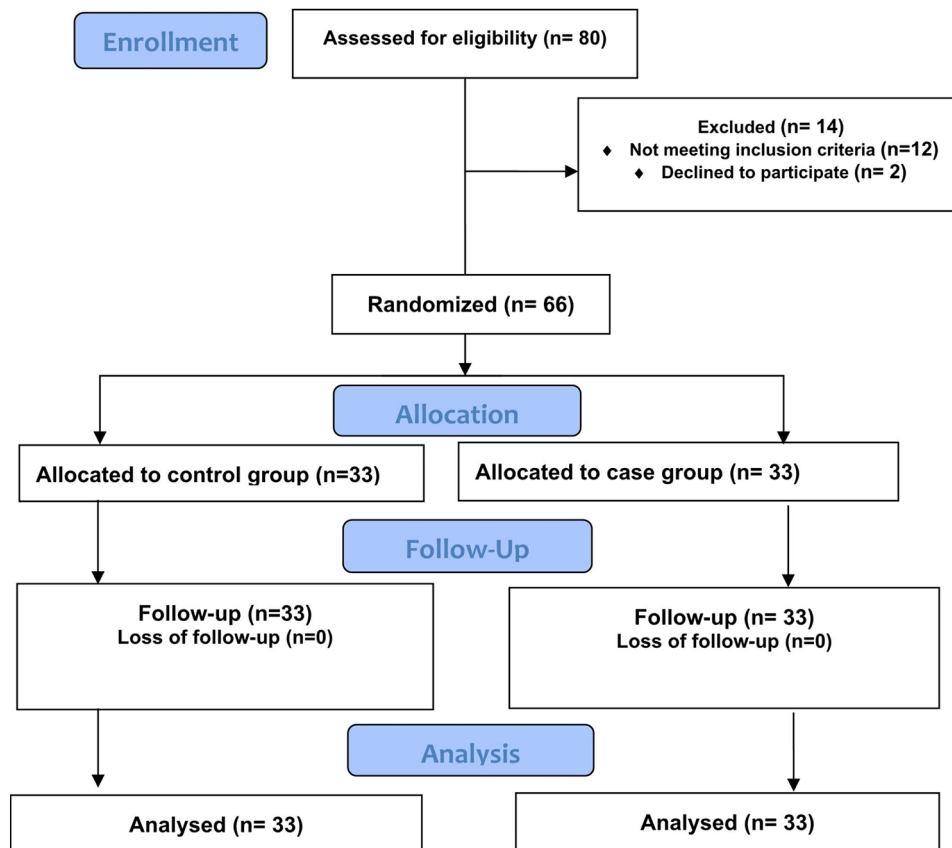 Enrollment
Assessed for eligibility (n= 80)
Excluded (n= 14)
♦ Not meeting inclusion criteria (n=12)
♦ Declined to participate (n= 2)
Randomized (n= 66)
Allocation
Allocated to control group (n=33)
Allocated to case group (n= 33)
Follow-Up
Follow-up (n=33)
Loss of follow-up (n=0)
Follow-up (n= 33)
Loss of follow-up (n=0)
Analysis
Analysed (n= 33)
Analysed (n= 33)